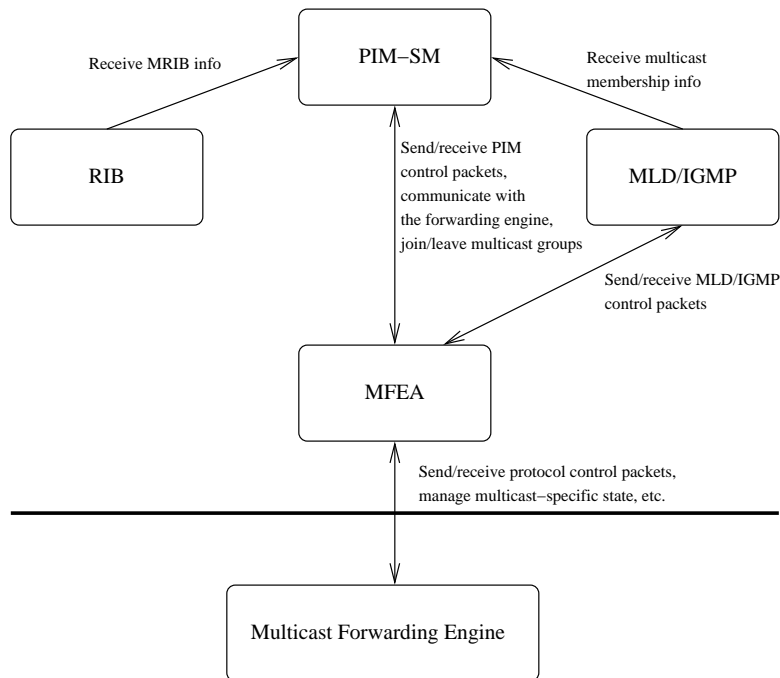 PIM−SM
Receive MRIB info
Receive multicast
membership info
RIB
Send/receive PIM
control packets,
communicate with
the forwarding engine,
join/leave multicast groups
MLD/IGMP
Send/receive MLD/IGMP
control packets
MFEA
Send/receive protocol control packets,
manage multicast−specific state, etc.
Multicast Forwarding Engine